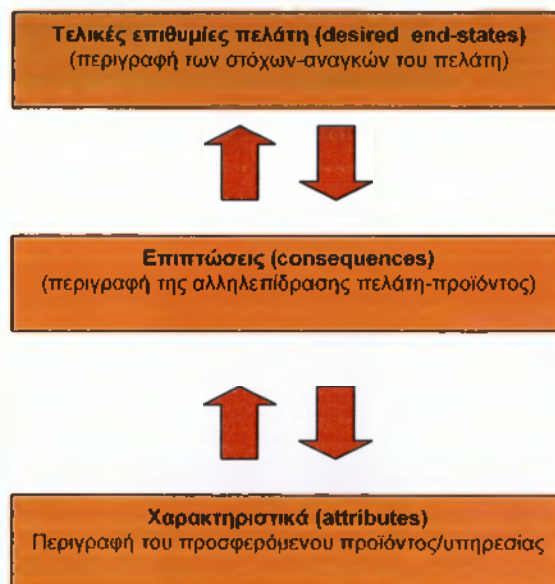 Τελικές επιθυμίες πελάτη (desired end-states)
(περιγραφή των στόχων-αναγκών του πελάτη)
Επιπτώσεις (consequences)
(περιγραφή της αλληλεπίδρασης πελάτη-προϊόντος)
Χαρακτηριστικά (attributes)
Περιγραφή του προσφερόμενου προϊόντος/υπηρεσίας